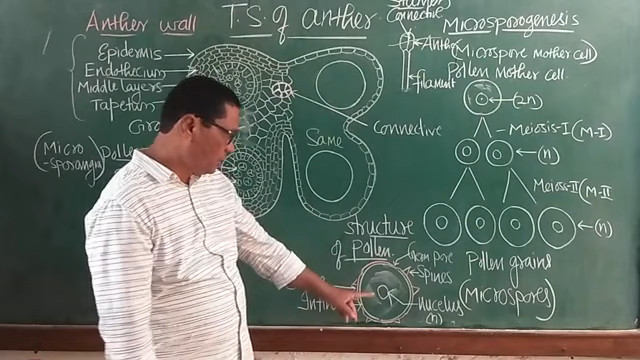 Anther wall
T.S. of anther
Stamen
Connective
Anther
filament
Microsporogenesis
(Microspore mother cell)
Pollen mother cell
(2n)
Meiosis-I (M-I)
(n)
Meiosis-II (M-II
(n)
Pollen grains
(Microspores)
Epidermis
Endothecium
Middle layers
Tapetum
(Micro
-sporangia)
Pollen
Connective
Same
Structure
of Pollen
Germ pore
Spines
nucelus
(n)